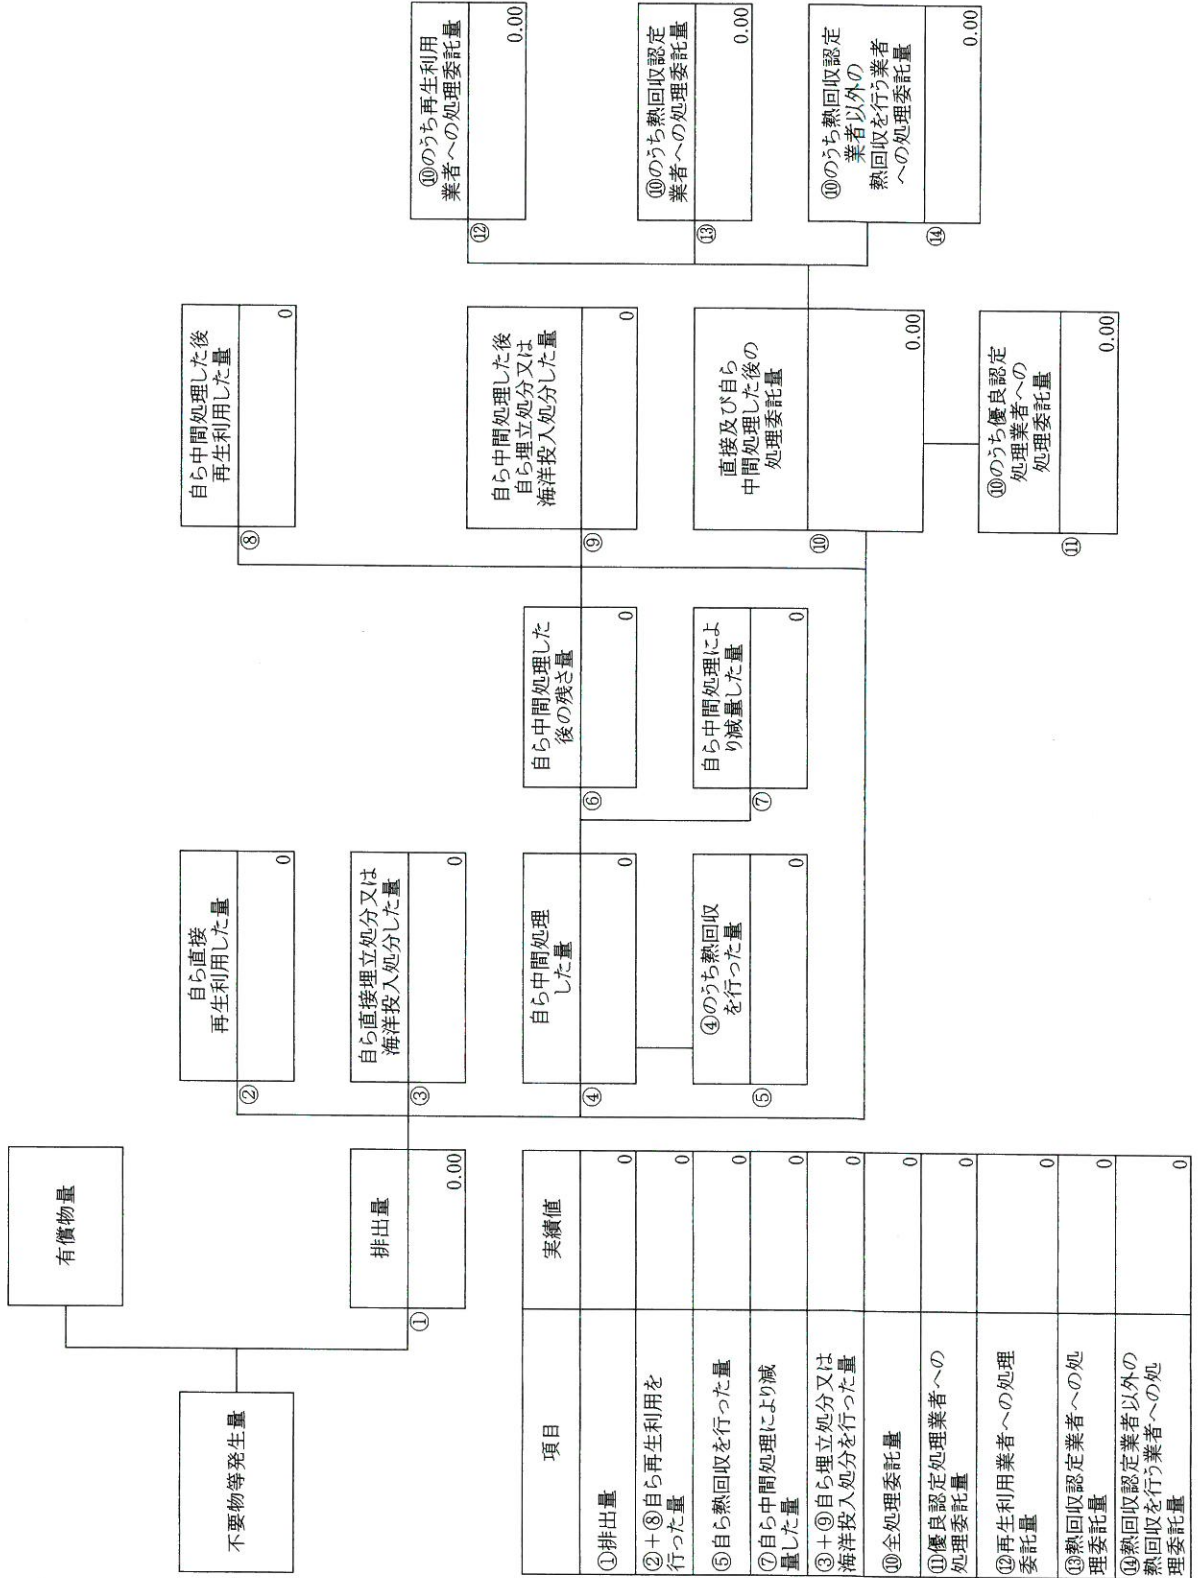 有償物量
不要物等発生量
排出量
①
0.00
自ら直接
再生利用した量
②
0
自ら直接埋立処分又は
海洋投入処分した量
③
0
自ら中間処理
した量
④
0
④のうち熱回収
を行った量
⑤
0
自ら中間処理した
後の残さ量
⑥
0
自ら中間処理によ
り減量した量
⑦
0
自ら中間処理した後
再生利用した量
⑧
0
自ら中間処理した後
自ら埋立処分又は
海洋投入処分した量
⑨
0
直接及び自ら
中間処理した後の
処理委託量
⑩
0.00
⑩のうち優良認定
処理業者への
処理委託量
⑪
0.00
⑩のうち再生利用
業者への処理委託量
⑫
0.00
⑩のうち熱回収認定
業者への処理委託量
⑬
0.00
⑩のうち熱回収認定
業者以外の
熱回収を行う業者
への処理委託量
⑭
0.00
項目
実績値
①排出量
0
②+⑧自ら再生利用を
行った量
0
⑤自ら熱回収を行った量
0
⑦自ら中間処理により減
量した量
0
③+⑨自ら埋立処分又は
海洋投入処分を行った量
0
⑩全処理委託量
0
⑪優良認定処理業者への
処理委託量
0
⑫再生利用業者への処理
委託量
0
⑬熱回収認定業者への処
理委託量
0
⑭熱回収認定業者以外の
熱回収を行う業者への処
理委託量
0